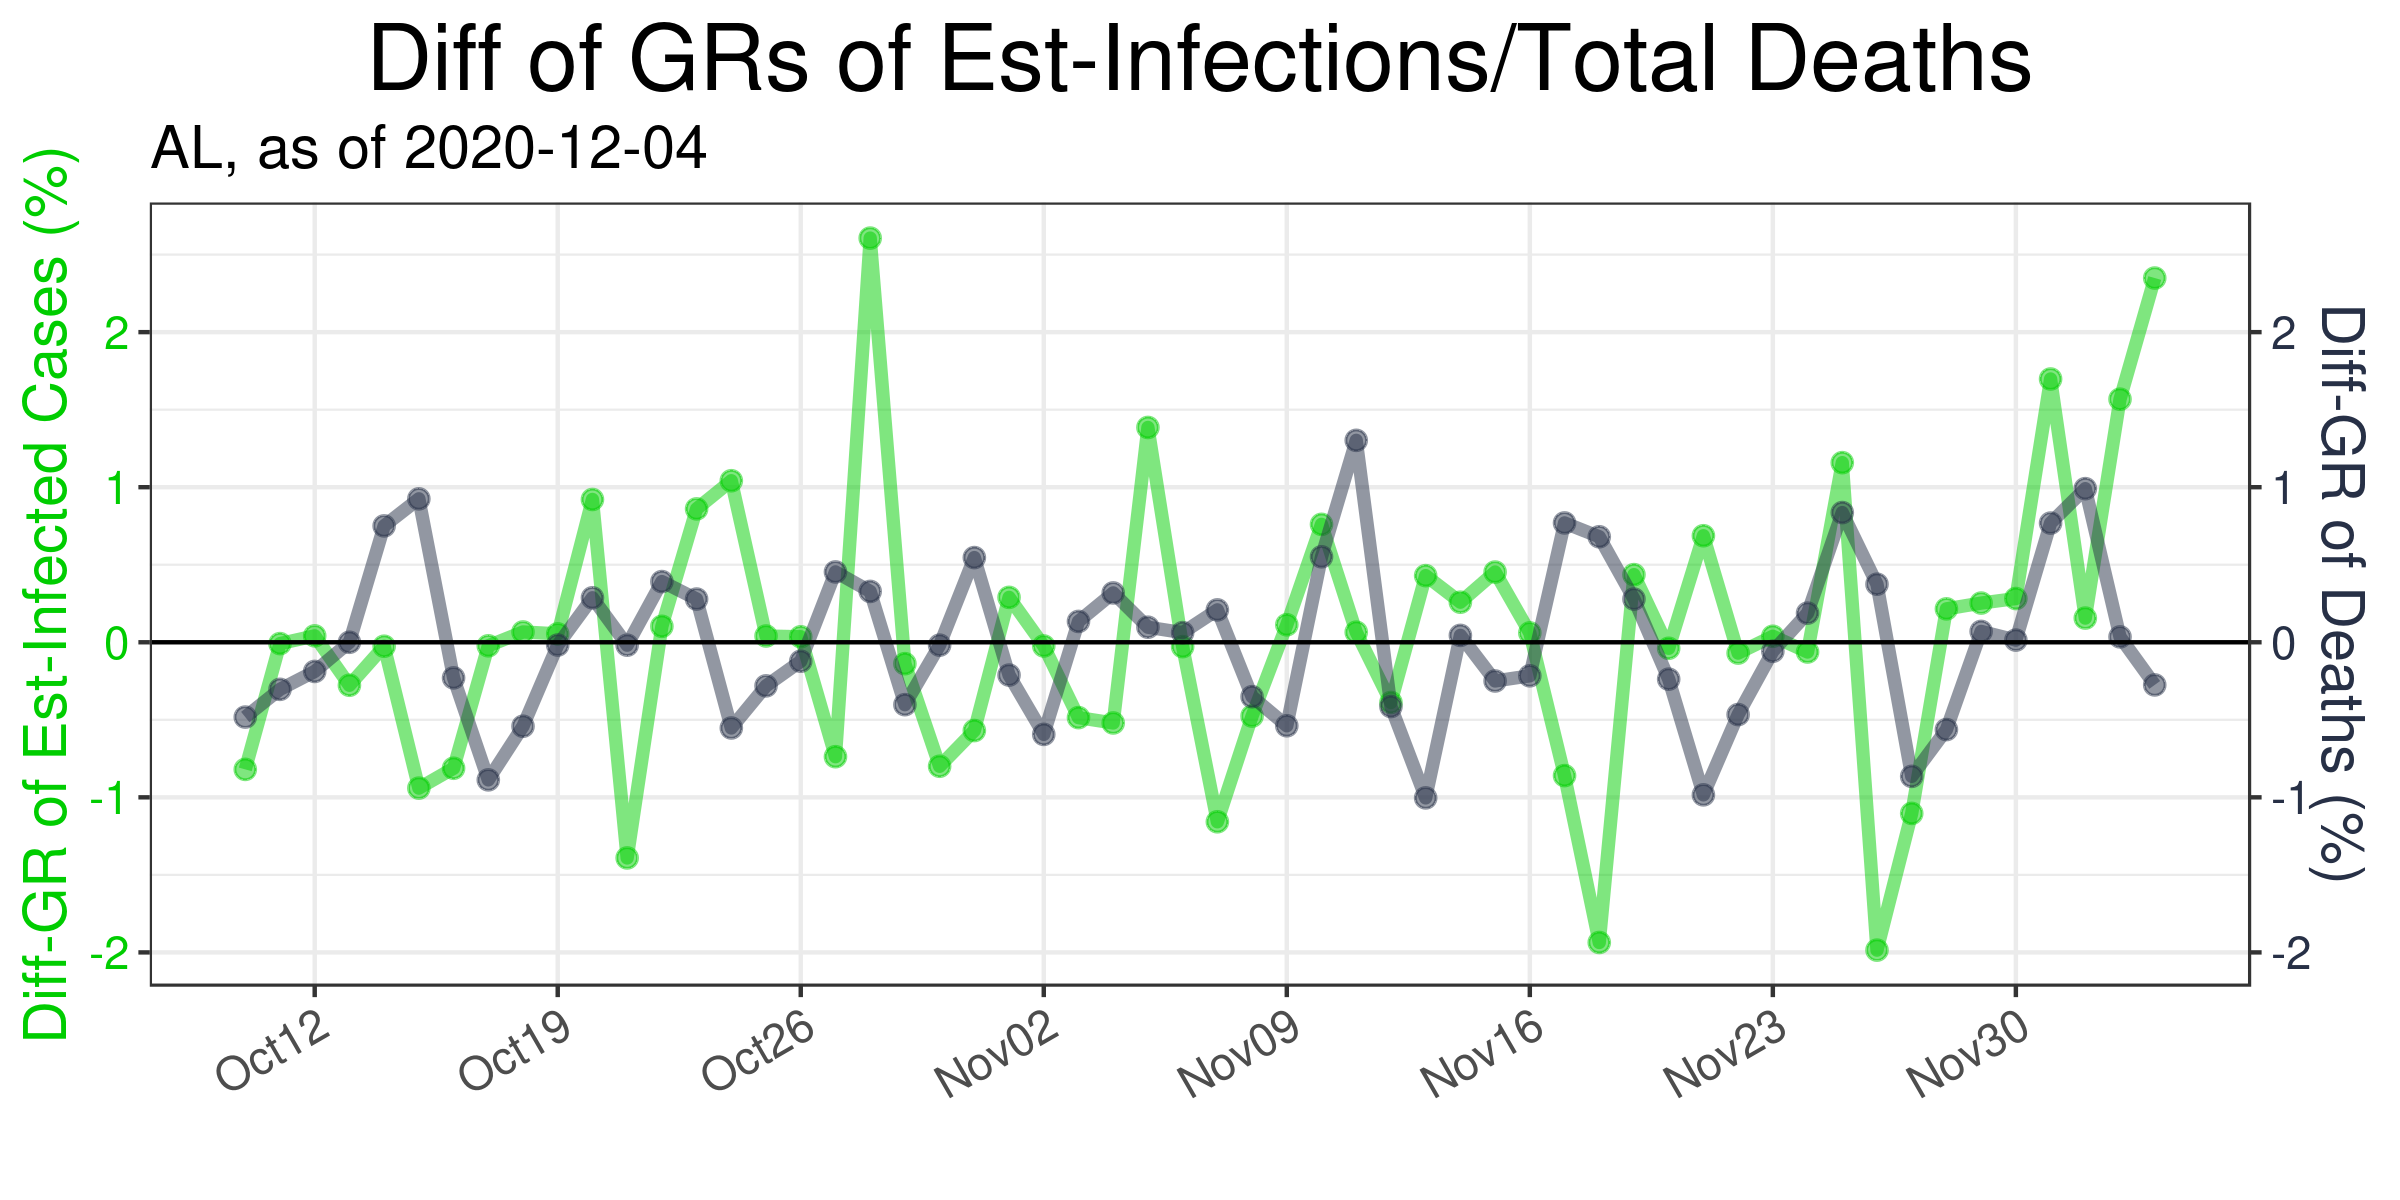 Diff of GRs of Est-Infections/Total Deaths
AL, as of 2020-12-04
Diff-GR of Est-Infected Cases (%)
2
1
0
-1
-2
2
1
0
-1
-2
Diff-GR of Deaths (%)
Oct12
Oct19
Oct26
Nov02
Nov09
Nov16
Nov23
Nov30